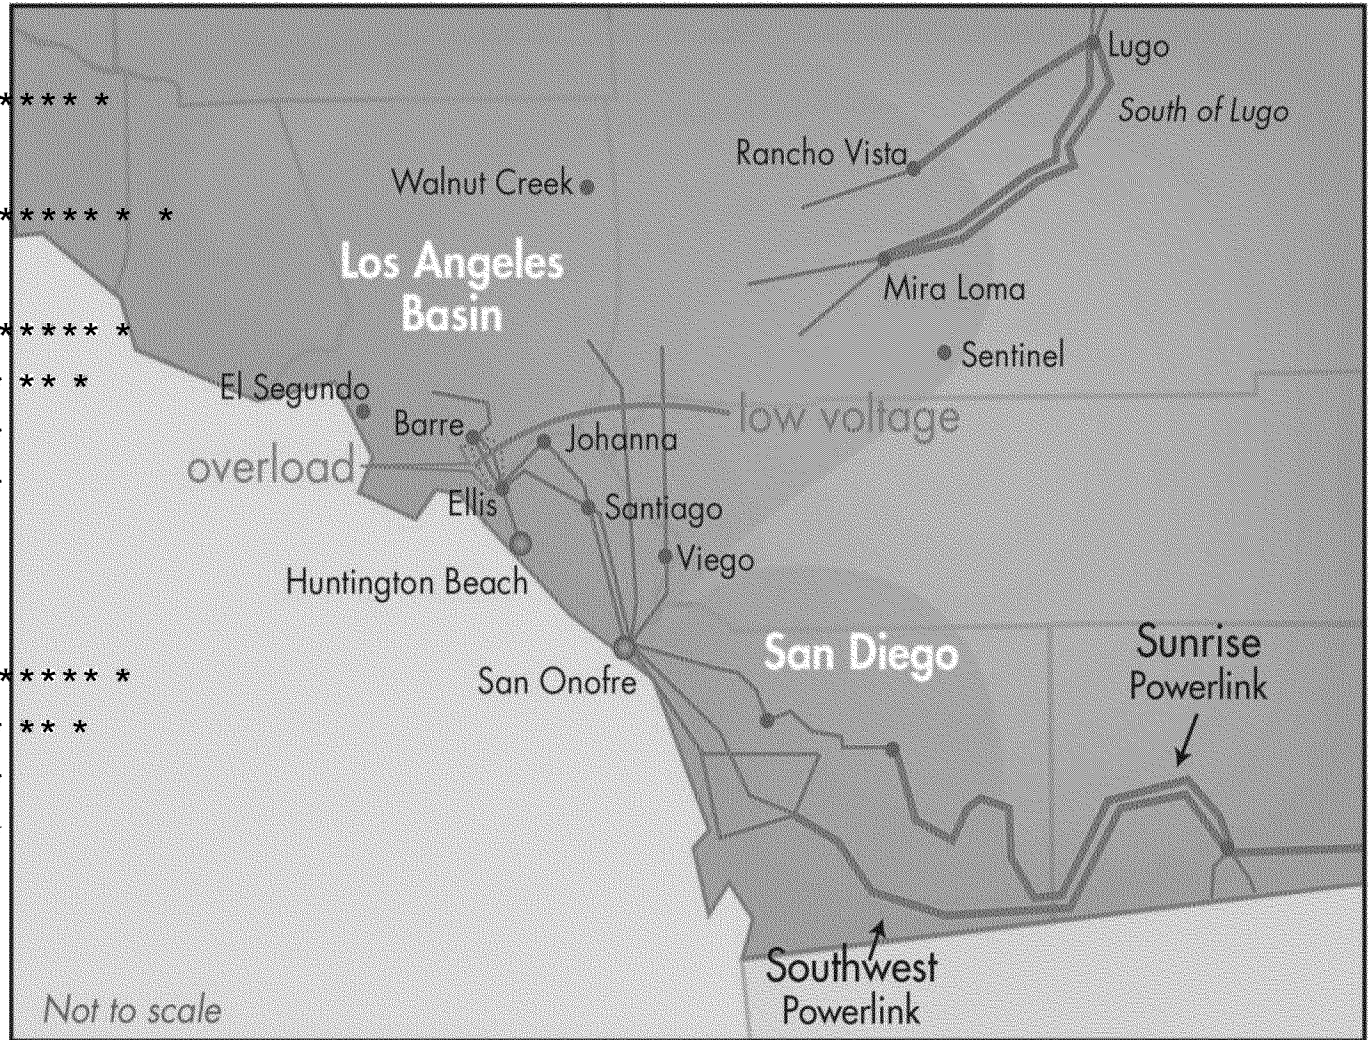 Lugo
South of Lugo
**** *
Rancho Vista
Walnut Creek
****** * *
Los Angeles
Basin
Mira Loma
***** *
Sentinel
*** *
El Segundo
Barre
low voltage
Johanna
overload
Ellis
Santiago
Viego
Huntington Beach
San Diego
Sunrise
Powerlink
San Onofre
***** *
** *
Southwest
Powerlink
Not to scale